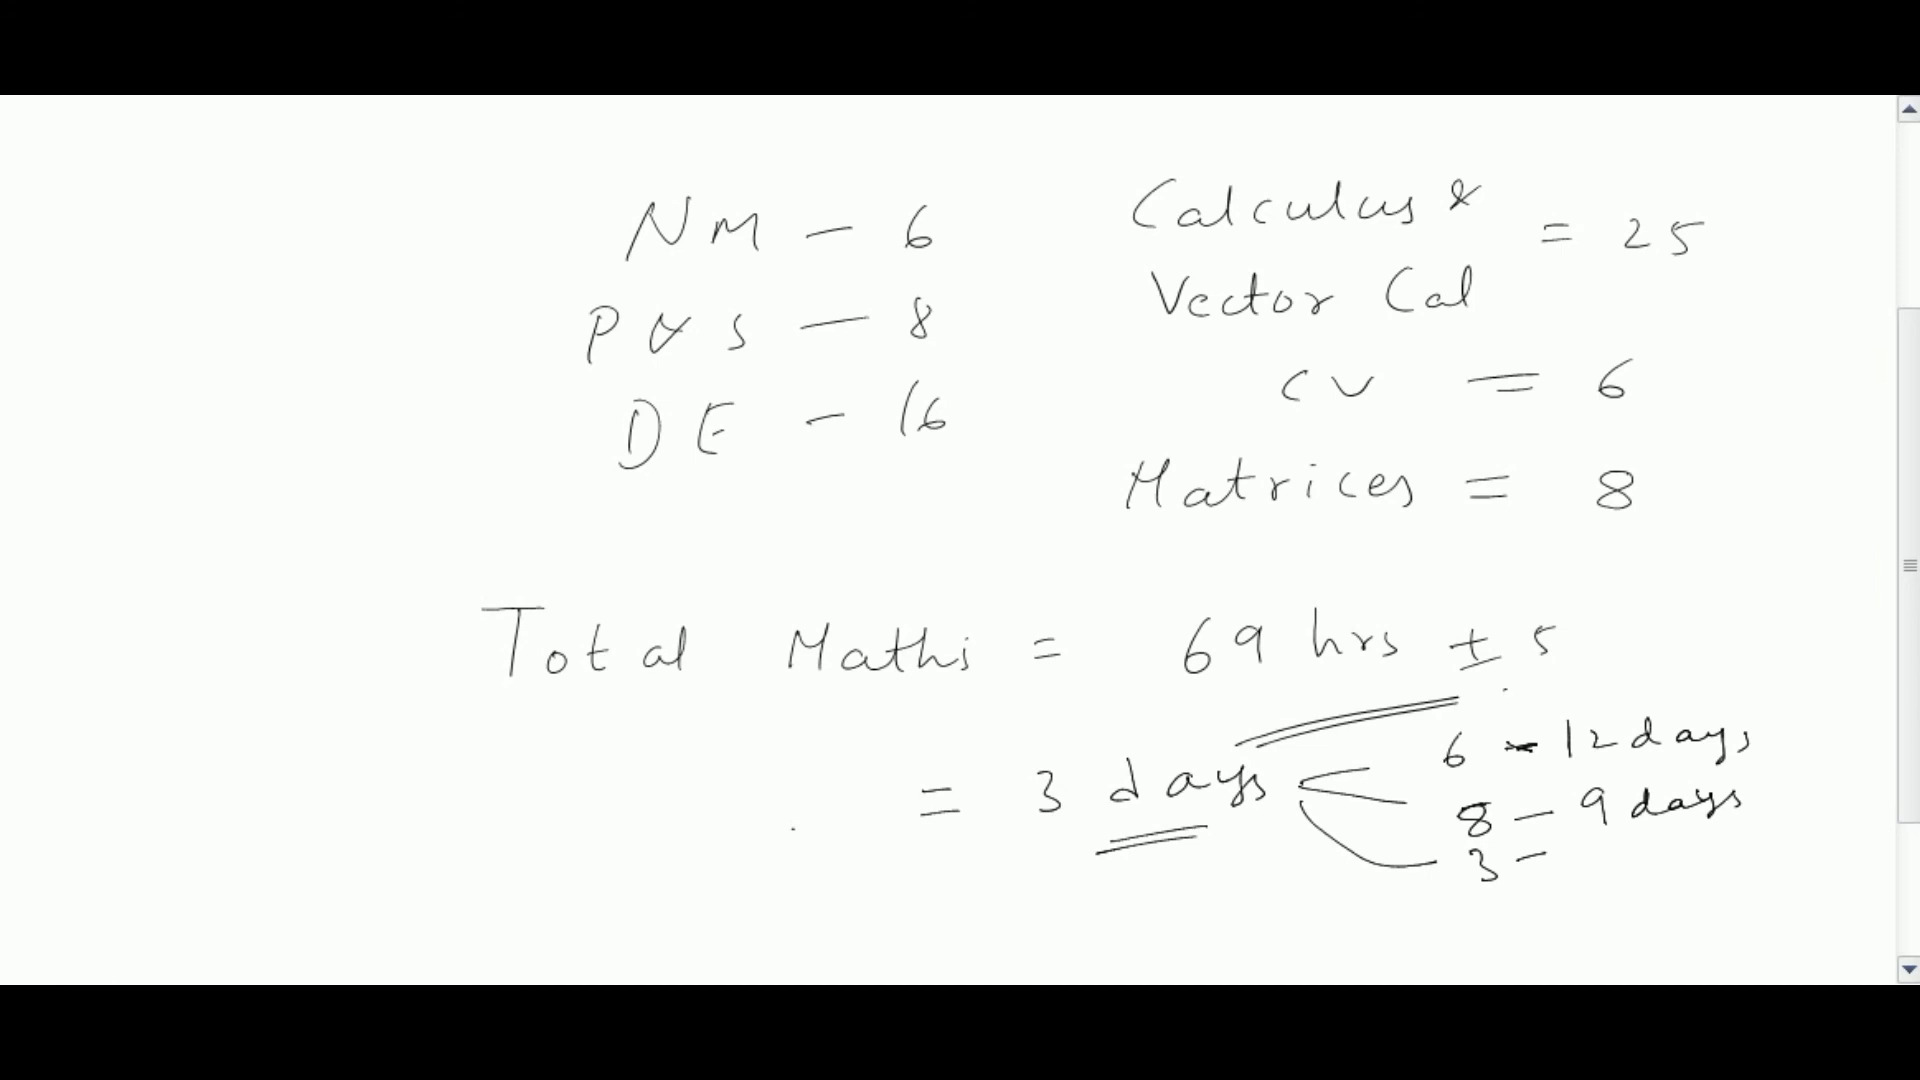 NM - 6
P & S - 8
DE - 16
Calculus &
Vector Cal = 25
CV = 6
Matrices = 8
Total Maths = 69 hrs ± 5
= 3 days
6 - 12 days
8 - 9 days
3 -